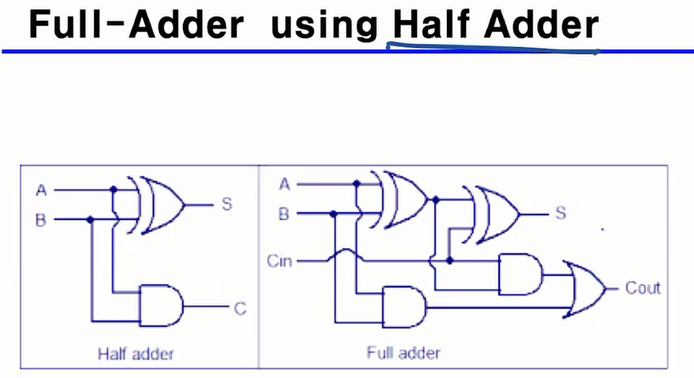 Full-Adder using Half Adder
A
B
S
C
Half adder
A
B
Cin
S
Cout
Full adder